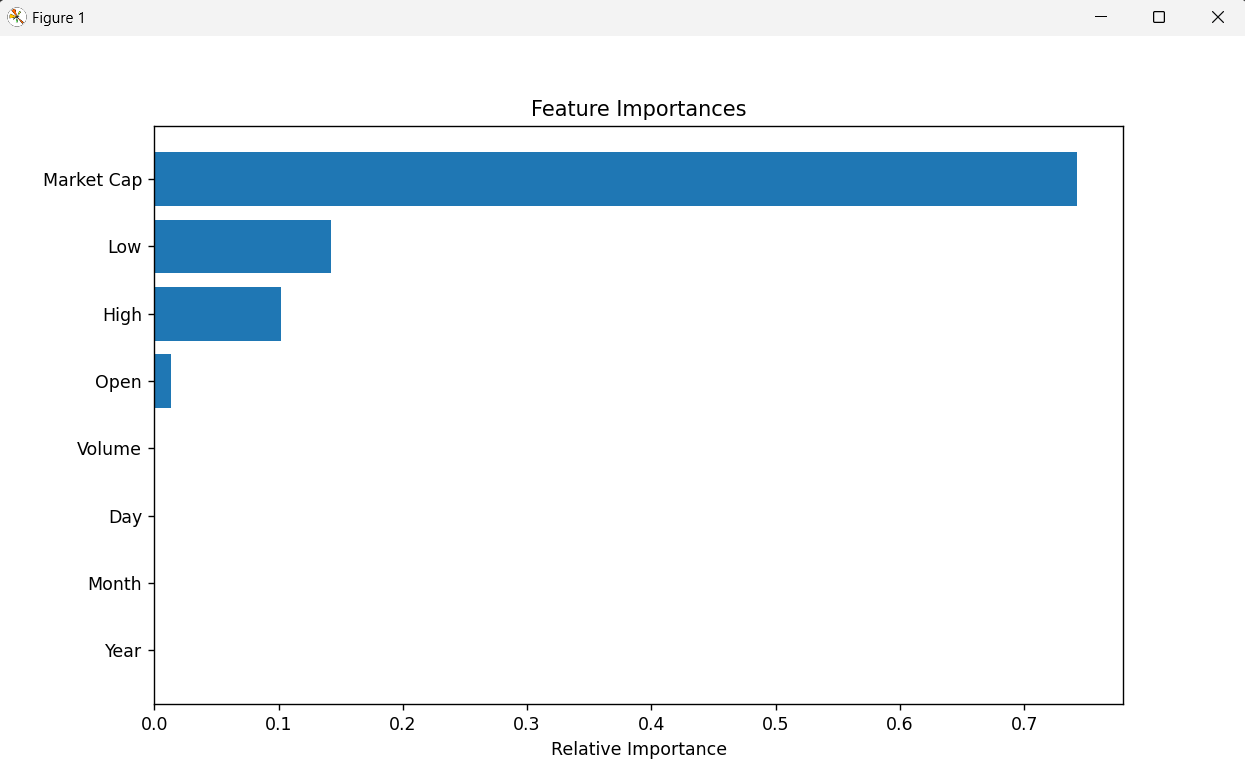 Figure 1
Feature Importances
Market Cap
Low
High
Open
Volume
Day
Month
Year
0.0 0.1 0.2 0.3 0.4 0.5 0.6 0.7
Relative Importance